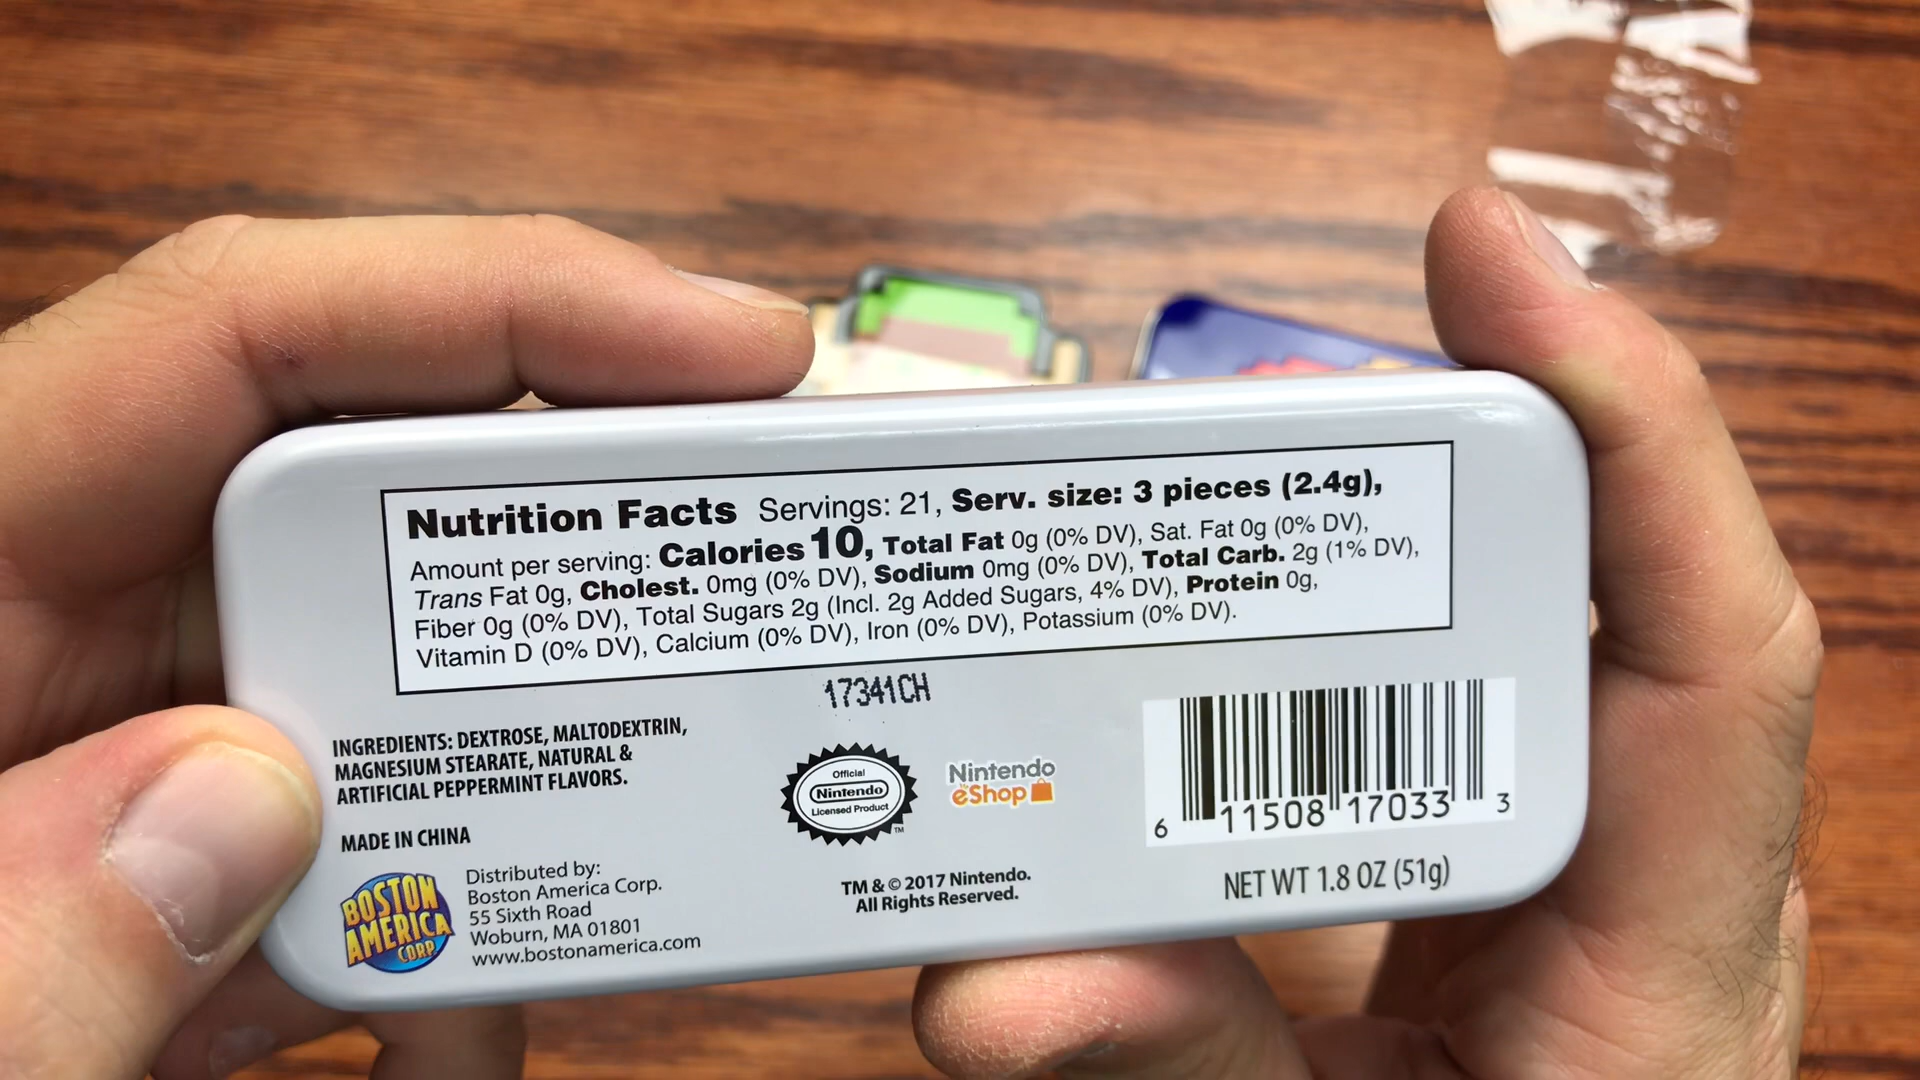 Nutrition Facts Servings: 21, Serv. size: 3 pieces (2.4g),
Amount per serving: Calories 10, Total Fat 0g (0% DV), Sat. Fat 0g (0% DV),
Trans Fat 0g, Cholest. 0mg (0% DV), Sodium 0mg (0% DV), Total Carb. 2g (1% DV),
Fiber 0g (0% DV), Total Sugars 2g (Incl. 2g Added Sugars, 4% DV), Protein 0g,
Vitamin D (0% DV), Calcium (0% DV), Iron (0% DV), Potassium (0% DV).
17341CH
INGREDIENTS: DEXTROSE, MALTODEXTRIN,
MAGNESIUM STEARATE, NATURAL &
ARTIFICIAL PEPPERMINT FLAVORS.
MADE IN CHINA
BOSTON
AMERICA
CORP
Distributed by:
Boston America Corp.
55 Sixth Road
Woburn, MA 01801
www.bostonamerica.com
Official
Nintendo
Licensed Product
TM
Nintendo
eShop
TM & © 2017 Nintendo.
All Rights Reserved.
6 11508 17033 3
NET WT 1.8 OZ (51g)